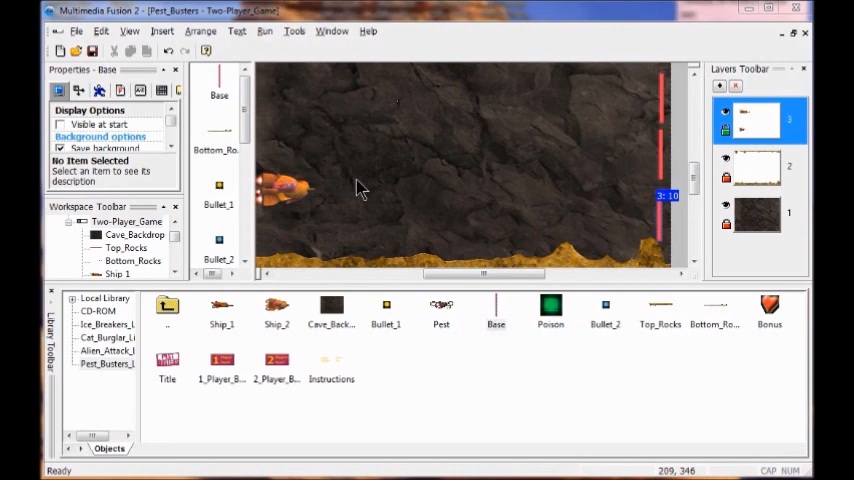 Multimedia Fusion 2 - [Pest_Busters - Two-Player_Game]
File Edit View Insert Arrange Text Run Tools Window Help
Properties - Base
Display Options
Visible at start
Background options
Save background
No Item Selected
Select an item to see its
description
Workspace Toolbar
Two-Player_Game
Cave_Backdrop
Top_Rocks
Bottom_Rocks
Ship 1
Base
Bottom_Ro...
Bullet_1
Bullet_2
3: 10
Layers Toolbar
3
2
1
Library Toolbar
Local Library
CD-ROM
Ice_Breakers_L
Cat_Burglar_Li
Alien_Attack_L
Pest_Busters_L
..
Ship_1
Ship_2
Cave_Back...
Bullet_1
Pest
Base
Poison
Bullet_2
Top_Rocks
Bottom_Ro...
Bonus
Title
1_Player_B...
2_Player_B...
Instructions
Objects
Ready
209, 346
CAP NUM